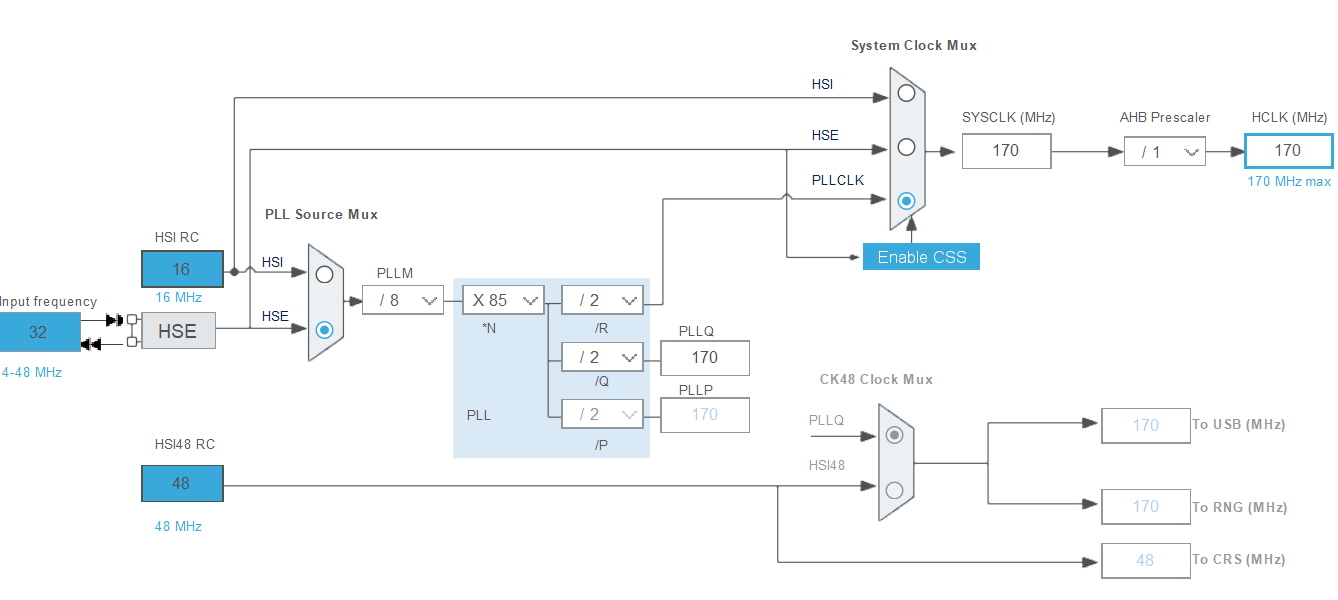 System Clock Mux
HSI
SYSCLK (MHz)
AHB Prescaler
HCLK (MHz)
HSE
170
/ 1
170
PLLCLK
170 MHz max
PLL Source Mux
HSI RC
Enable CSS
16
HSI
PLLM
16 MHz
Input frequency
/ 8
X 85
/ 2
32
HSE
HSE
*N
/R
PLLQ
/ 2
170
4-48 MHz
/Q
CK48 Clock Mux
PLLP
PLL
/ 2
170
PLLQ
170
To USB (MHz)
HSI48 RC
/P
HSI48
48
170
To RNG (MHz)
48 MHz
48
To CRS (MHz)